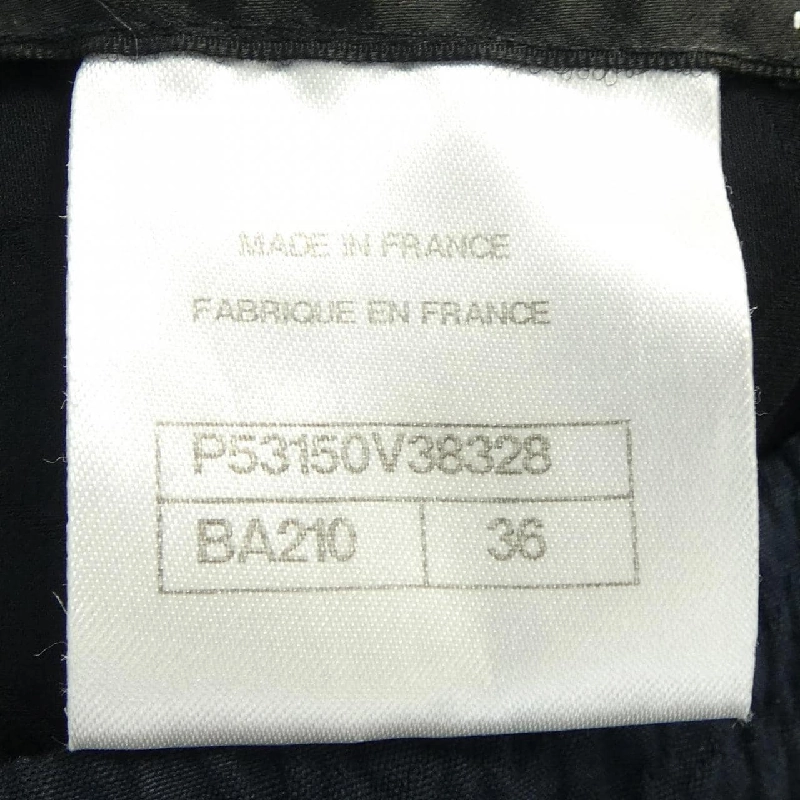 MADE IN FRANCE
FABRIQUE EN FRANCE
P53150V38328
BA210 36